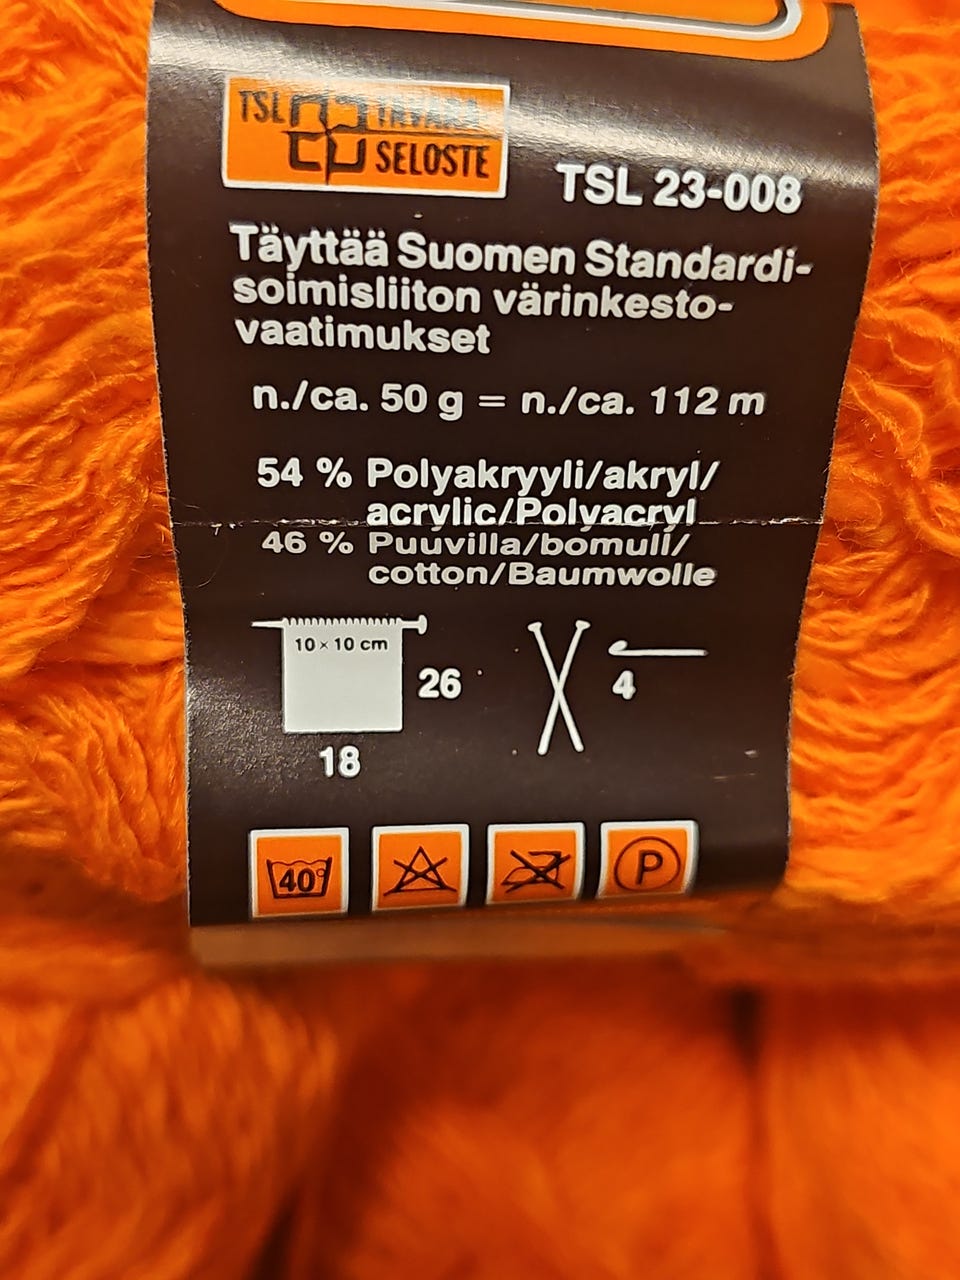 TSL TAVARA
SELOSTE
TSL 23-008
Täyttää Suomen Standardi-
soimisliiton värinkesto-
vaatimukset
n./ca. 50 g = n./ca. 112 m
54 % Polyakryyli/akryl/
acrylic/Polyacryl
46 % Puuvilla/bomull/
cotton/Baumwolle
10 × 10 cm
26
4
18
40°
P